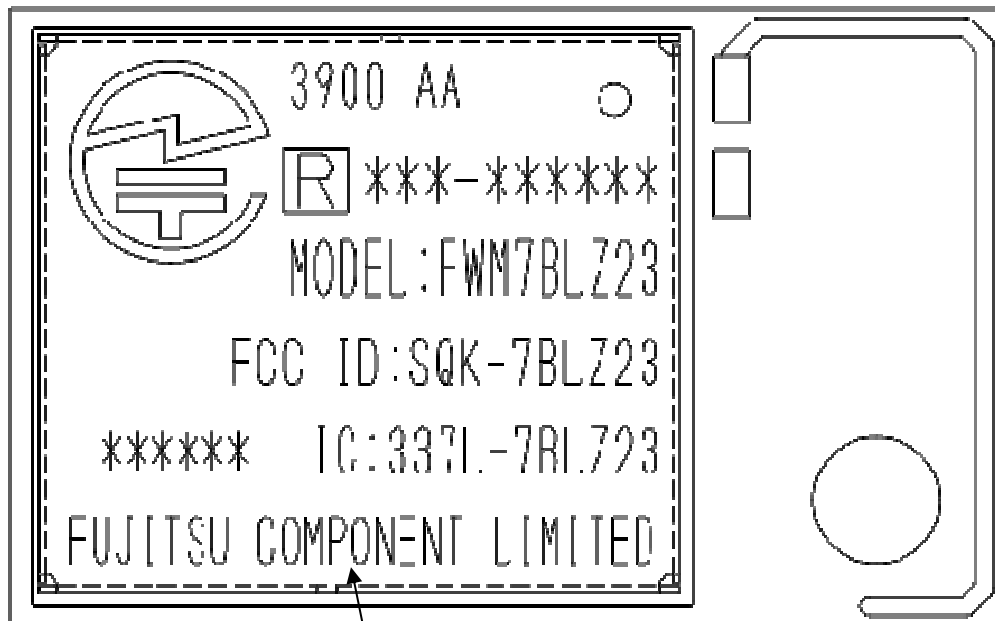 3900 AA
R ***-******
MODEL:FWM7BLZ23
FCC ID:SQK-7BLZ23
****** IC:337L-7BLZ23
FUJITSU COMPONENT LIMITED